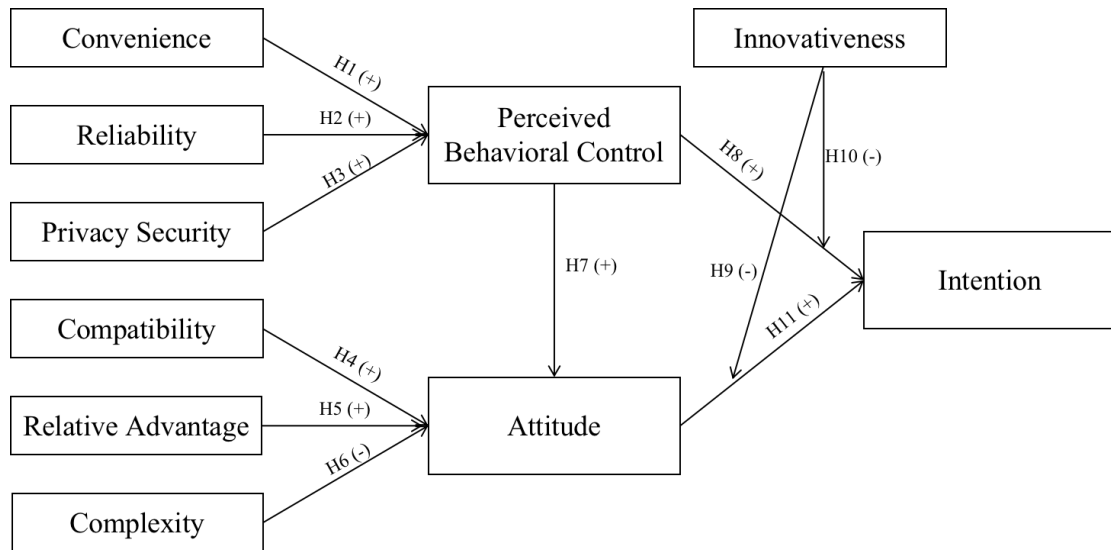 Convenience
Innovativeness
H1 (+)
Perceived
Behavioral Control
Reliability
H2 (+)
H8 (+)
H10 (-)
H3 (+)
Privacy Security
H7 (+)
H9 (-)
Intention
Compatibility
H11 (+)
H4 (+)
Relative Advantage
H5 (+)
Attitude
H6 (-)
Complexity